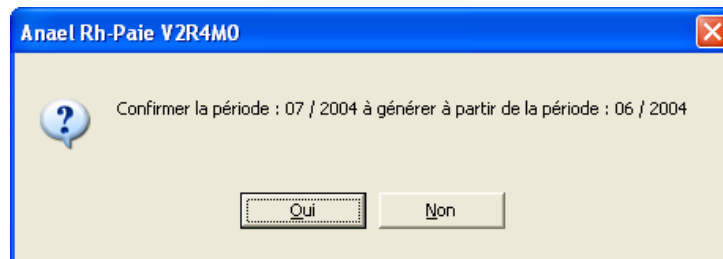 Anael Rh-Paie V2R4M0
Confirmer la période : 07 / 2004 à générer à partir de la période : 06 / 2004
Oui
Non